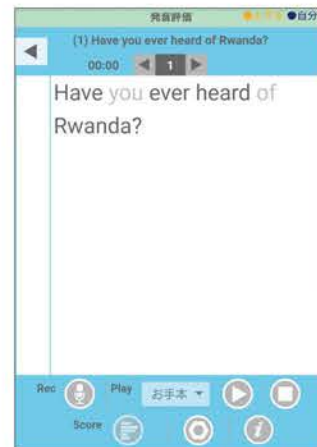 発音評価
●自分
(1) Have you ever heard of Rwanda?
00:00 ◀ 1 ▶
Have you ever heard of
Rwanda?
Rec Play お手本
Score